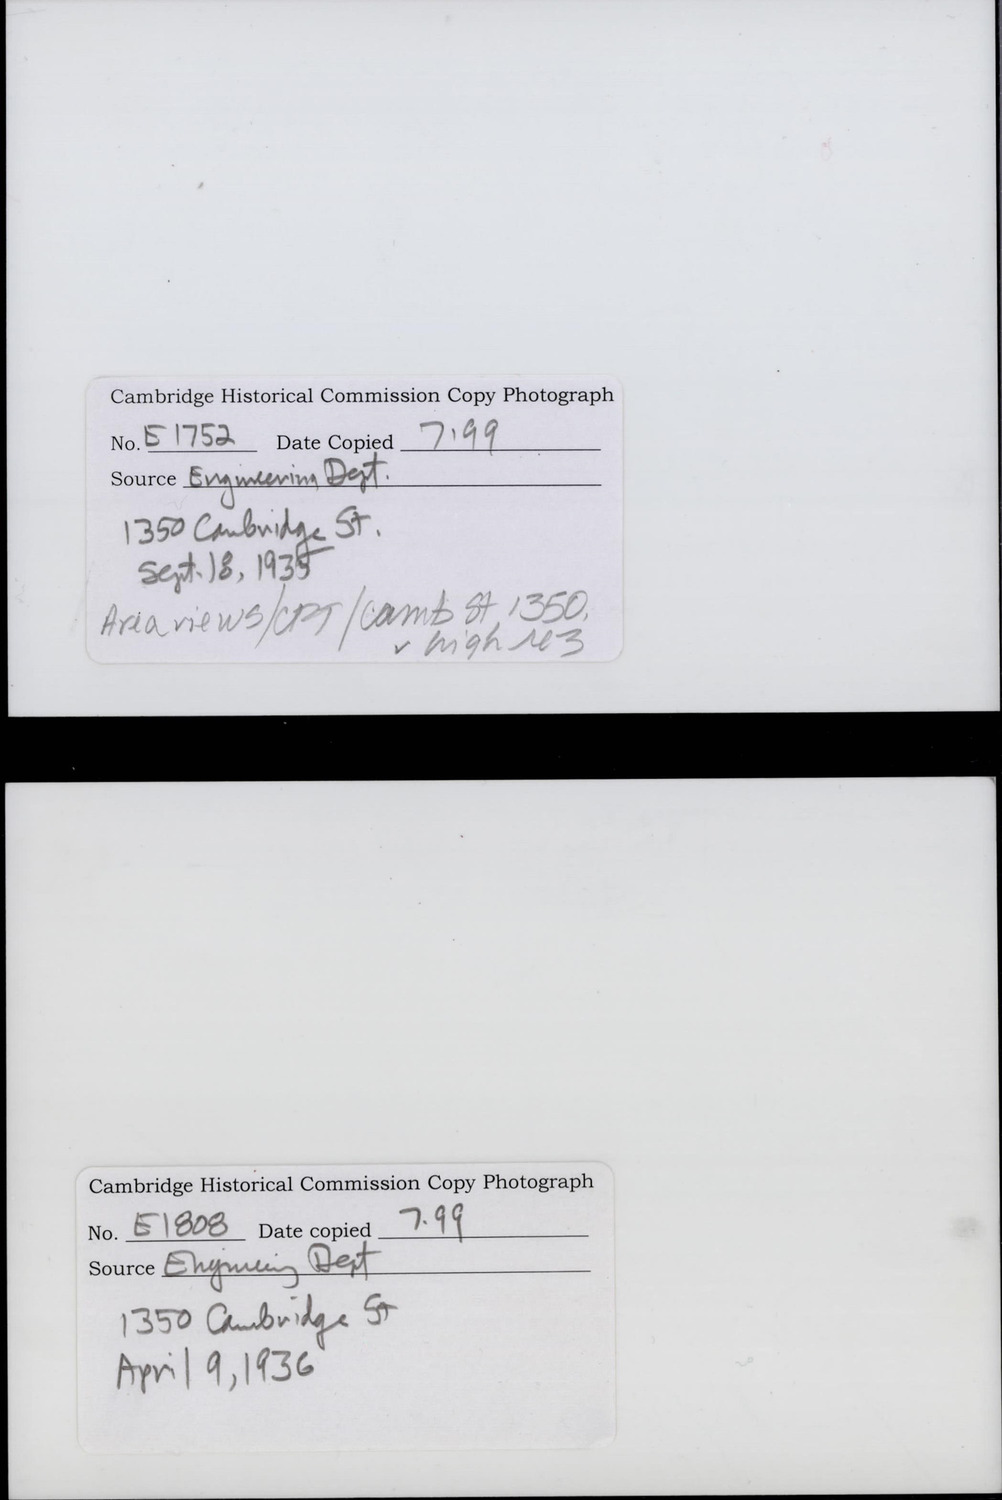 Cambridge Historical Commission Copy Photograph
No. E1752 Date Copied 7.99
Source Engineering Dept.
1350 Cambridge St.
Sept. 18, 1935
Area views/CPT/Camb St, 1350,
✓ high res
Cambridge Historical Commission Copy Photograph
No. E1808 Date copied 7.99
Source Engineering Dept
1350 Cambridge St
April 9, 1936